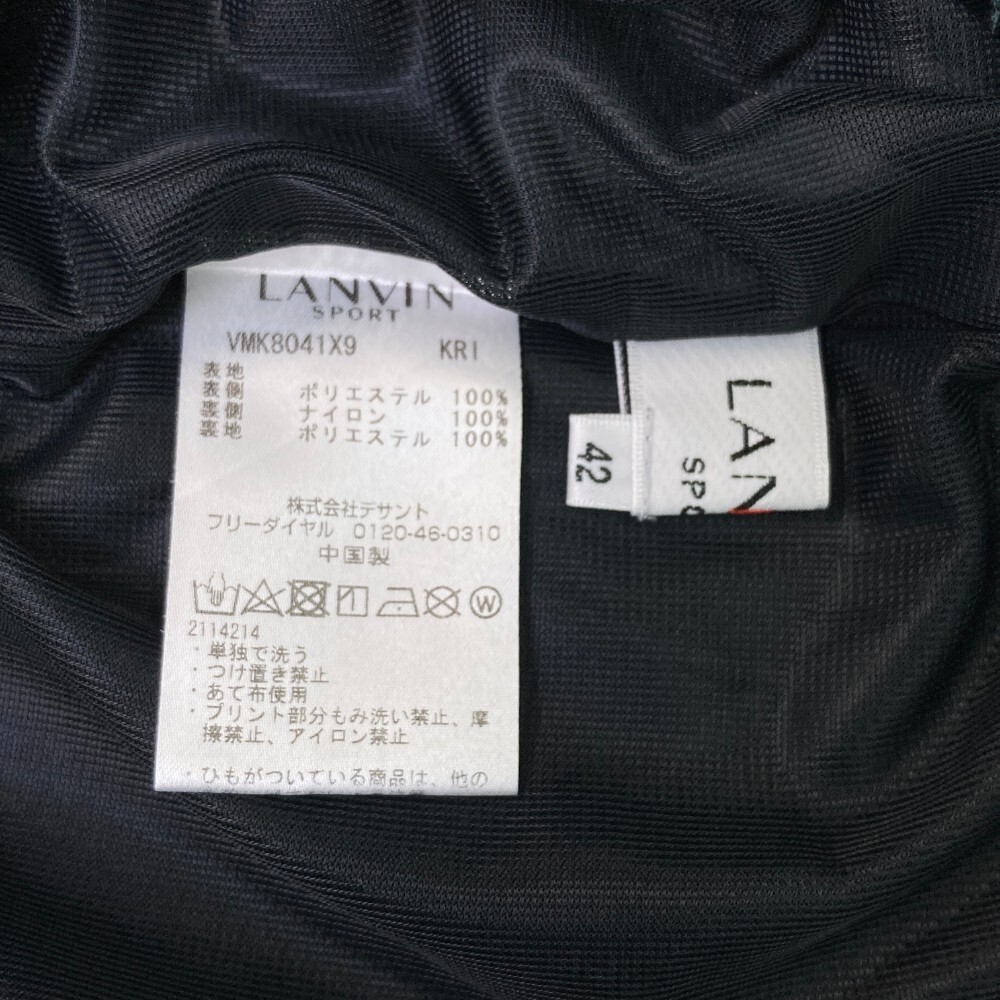 LANVIN
SPORT
VMK8041X9 KRI
表地
表側 ポリエステル 100%
裏側 ナイロン 100%
裏地 ポリエステル 100%
株式会社デサント
フリーダイヤル 0120-46-0310
中国製
W
2114214
・単独で洗う
・つけ置き禁止
・あて布使用
・プリント部分もみ洗い禁止、摩
擦禁止、アイロン禁止
・ひもがついている商品は、他の
42
LAN
SPO